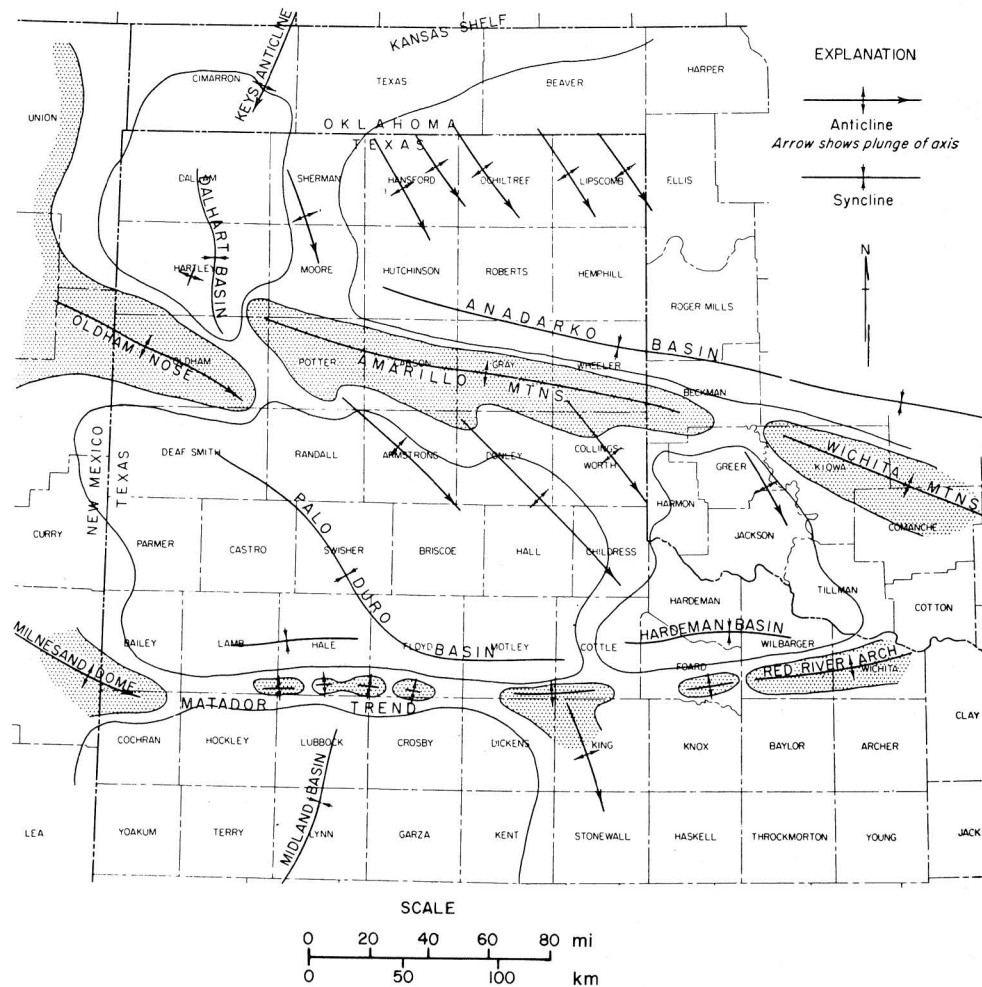 KANSAS SHELF
EXPLANATION
Anticline
Arrow shows plunge of axis
Syncline
N
KEYS ANTICLINE
CIMARRON
TEXAS
BEAVER
HARPER
UNION
OKLAHOMA
TEXAS
DALLAM
SHERMAN
HANSFORD
OCHILTREE
LIPSCOMB
ELLIS
DALHART BASIN
HARTLEY
MOORE
HUTCHINSON
ROBERTS
HEMPHILL
ROGER MILLS
ANADARKO BASIN
OLDHAM NOSE
OLDHAM
POTTER
CARSON
GRAY
WHEELER
BECKMAN
AMARILLO MTNS
WICHITA MTNS
NEW MEXICO
TEXAS
DEAF SMITH
RANDALL
ARMSTRONG
DONLEY
COLLINGS
WORTH
GREER
KIOWA
HARMON
COMANCHE
CURRY
PARMER
CASTRO
SWISHER
BRISCOE
HALL
CHILDRESS
JACKSON
TILLMAN
HARDEMAN
COTTON
PALO DURO BASIN
MILNESAND DOME
BAILEY
LAMB
HALE
FLOYD
MOTLEY
COTTLE
HARDEMAN BASIN
WILBARGER
FOARD
RED RIVER ARCH
WICHITA
MATADOR TREND
COCHRAN
HOCKLEY
LUBBOCK
CROSBY
DICKENS
KING
KNOX
BAYLOR
ARCHER
CLAY
MIDLAND BASIN
LEA
YOAKUM
TERRY
LYNN
GARZA
KENT
STONEWALL
HASKELL
THROCKMORTON
YOUNG
JACK
SCALE
0 20 40 60 80 mi
0 50 100 km